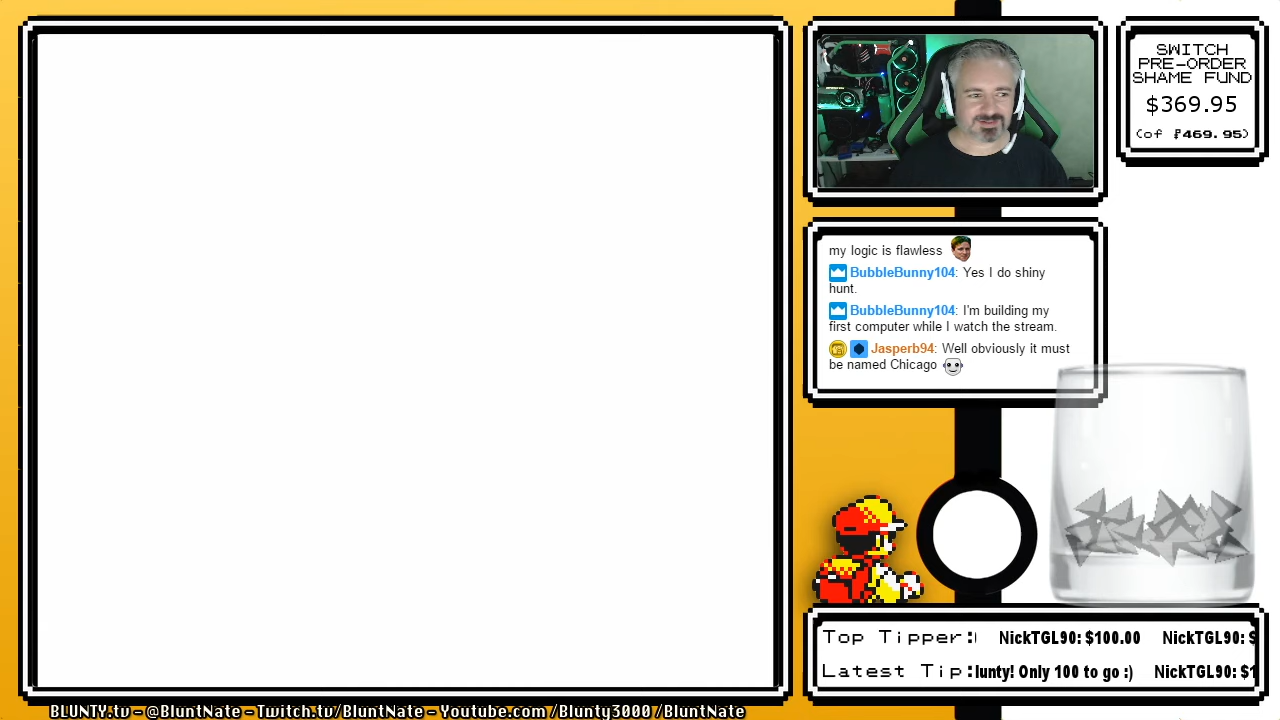 SWITCH
PRE-ORDER
SHAME FUND
$369.95
(of $469.95)
my logic is flawless
BubbleBunny104: Yes I do shiny
hunt.
BubbleBunny104: I'm building my
first computer while I watch the stream.
Jasperb94: Well obviously it must
be named Chicago
Top Tipper: NickTGL90: $100.00 NickTGL90: $
Latest Tip: lunty! Only 100 to go :) NickTGL90: $1
BLUNTY.tv - @BluntNate - Twitch.tv/BluntNate - Youtube.com /Blunty3000 /BluntNate